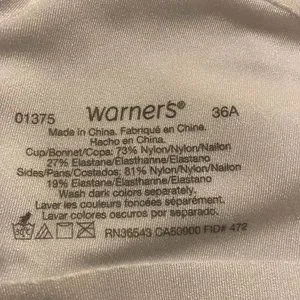 01375 warners® 36A
Made in China. Fabriqué en China.
Hecho en China.
Cup/Bonnet/Copa: 73% Nylon/Nylon/Nailon
27% Elastane/Elasthanne/Elastano
Sides/Pans/Costados: 81% Nylon/Nylon/Nailon
19% Elastane/Elasthanne/Elastano
Wash dark colors separately.
Laver les couleurs foncées séparément.
Lavar colores oscuros por separado.
RN36543 CA50900 FID# 472